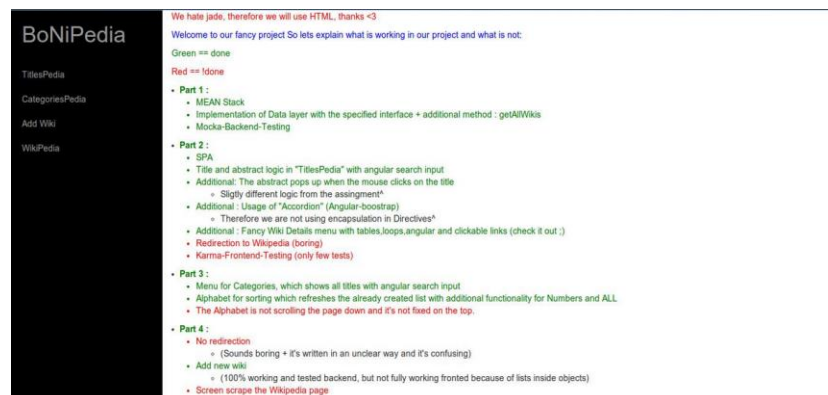 BoNiPedia
TitlesPedia
CategoriesPedia
Add Wiki
WikiPedia
We hate jade, therefore we will use HTML, thanks <3
Welcome to our fancy project So lets explain what is working in our project and what is not:
Green == done
Red == !done
Part 1 :
MEAN Stack
Implementation of Data layer with the specified interface + additional method : getAllWikis
Mocka-Backend-Testing
Part 2 :
SPA
Title and abstract logic in "TitlesPedia" with angular search input
Additional: The abstract pops up when the mouse clicks on the title
Sligtly different logic from the assingment^
Additional : Usage of "Accordion" (Angular-boostrap)
Therefore we are not using encapsulation in Directives^
Additional : Fancy Wiki Details menu with tables,loops,angular and clickable links (check it out ;)
Redirection to Wikipedia (boring)
Karma-Frontend-Testing (only few tests)
Part 3 :
Menu for Categories, which shows all titles with angular search input
Alphabet for sorting which refreshes the already created list with additional functionality for Numbers and ALL
The Alphabet is not scrolling the page down and it's not fixed on the top.
Part 4 :
No redirection
(Sounds boring + it's written in an unclear way and it's confusing)
Add new wiki
(100% working and tested backend, but not fully working fronted because of lists inside objects)
Screen scrape the Wikipedia page